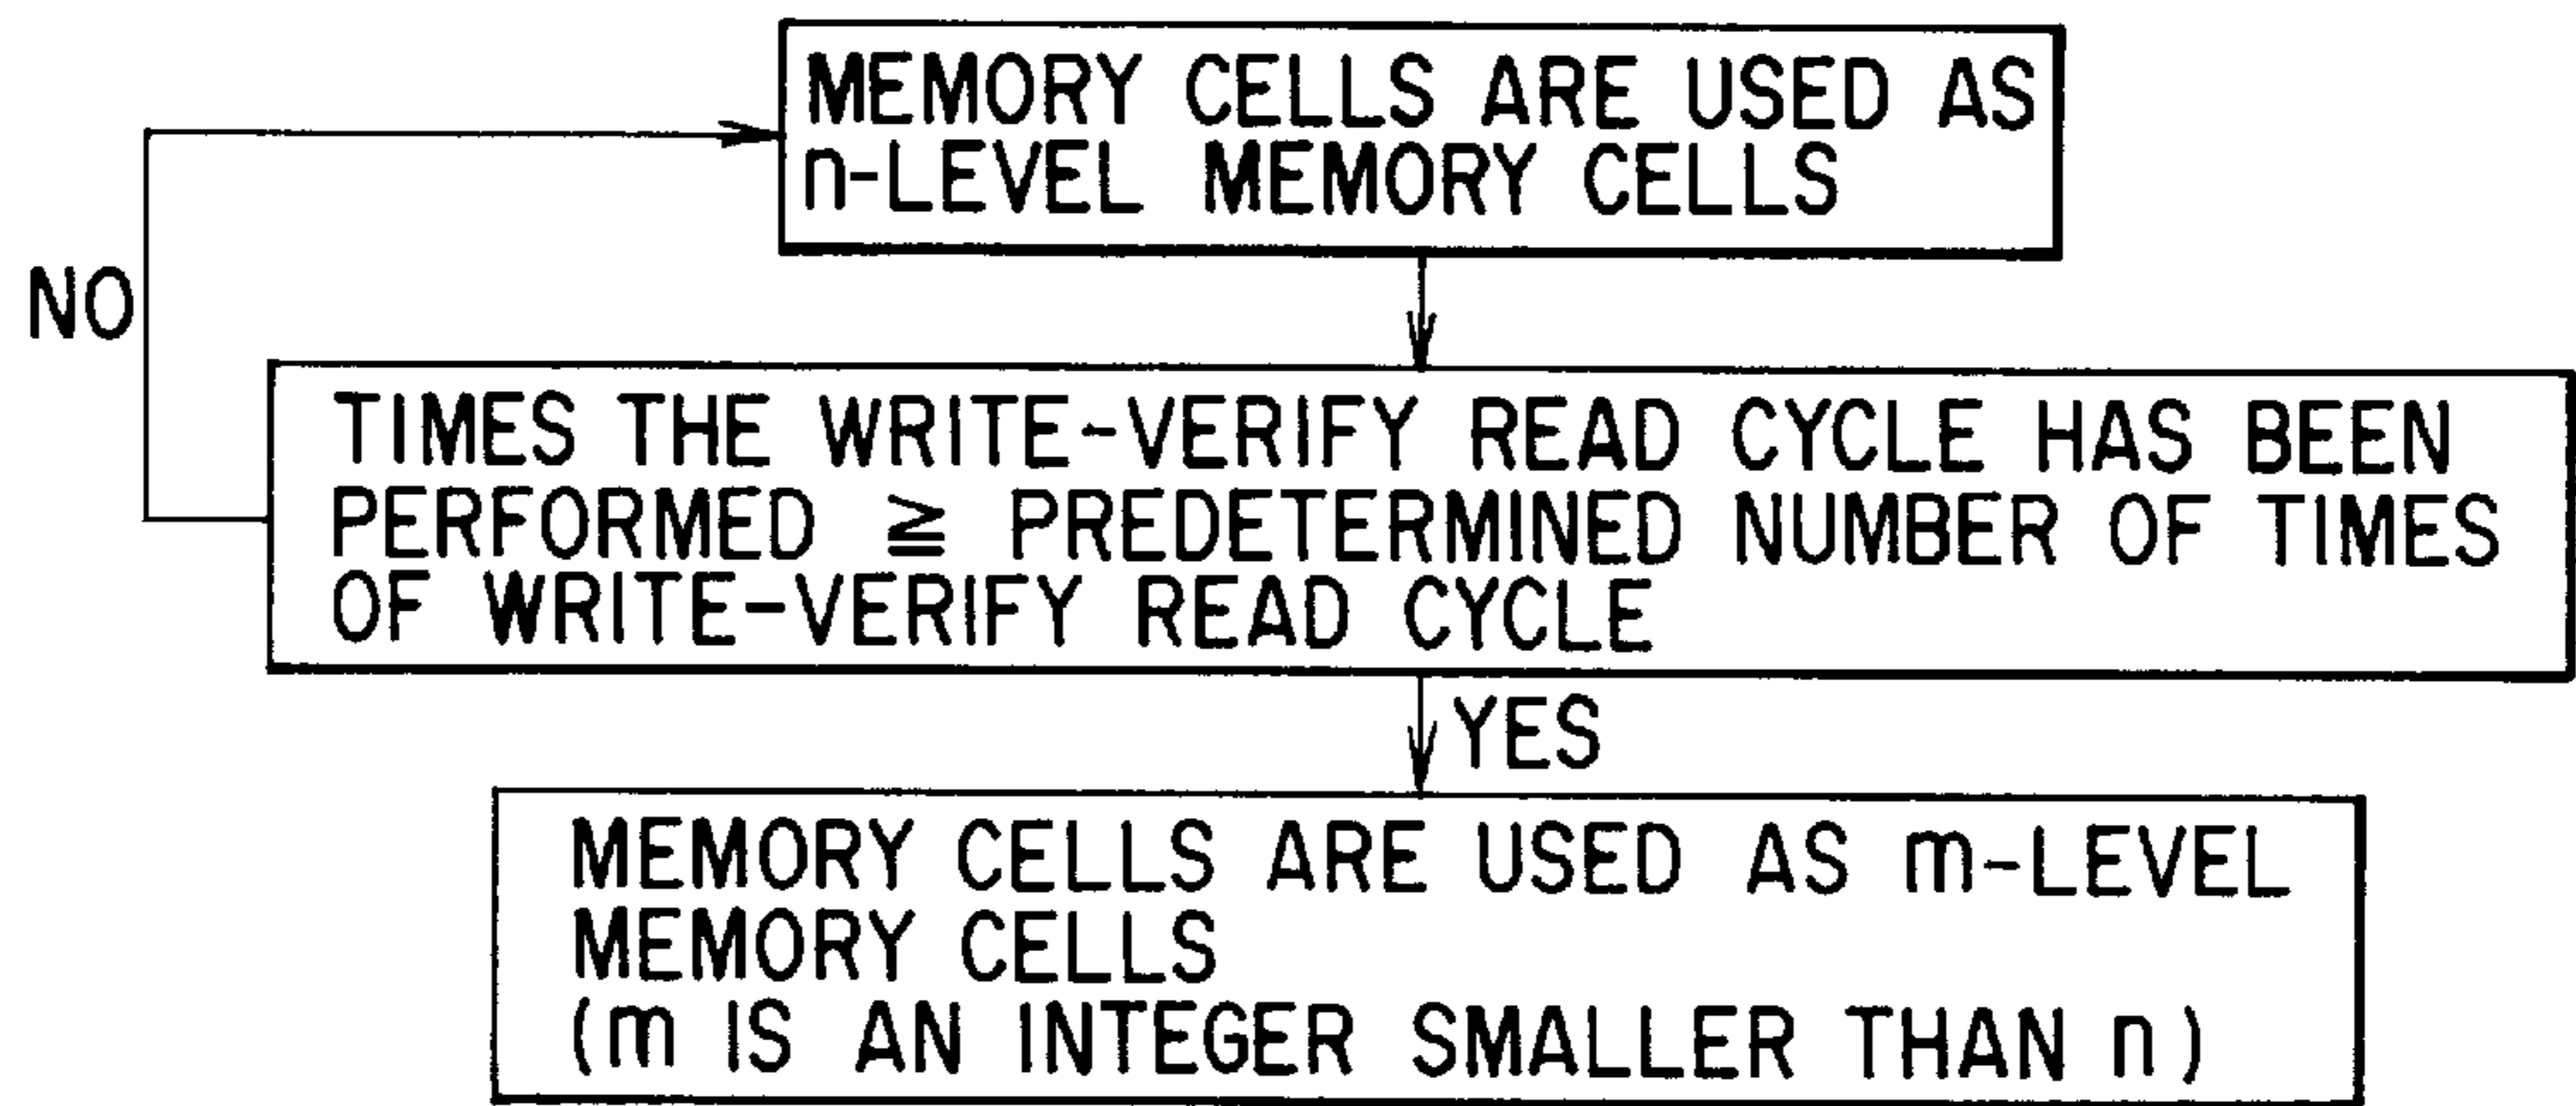 MEMORY CELLS ARE USED AS
n-LEVEL MEMORY CELLS
NO
TIMES THE WRITE-VERIFY READ CYCLE HAS BEEN
PERFORMED ≧ PREDETERMINED NUMBER OF TIMES
OF WRITE-VERIFY READ CYCLE
YES
MEMORY CELLS ARE USED AS m-LEVEL
MEMORY CELLS
(m IS AN INTEGER SMALLER THAN n)